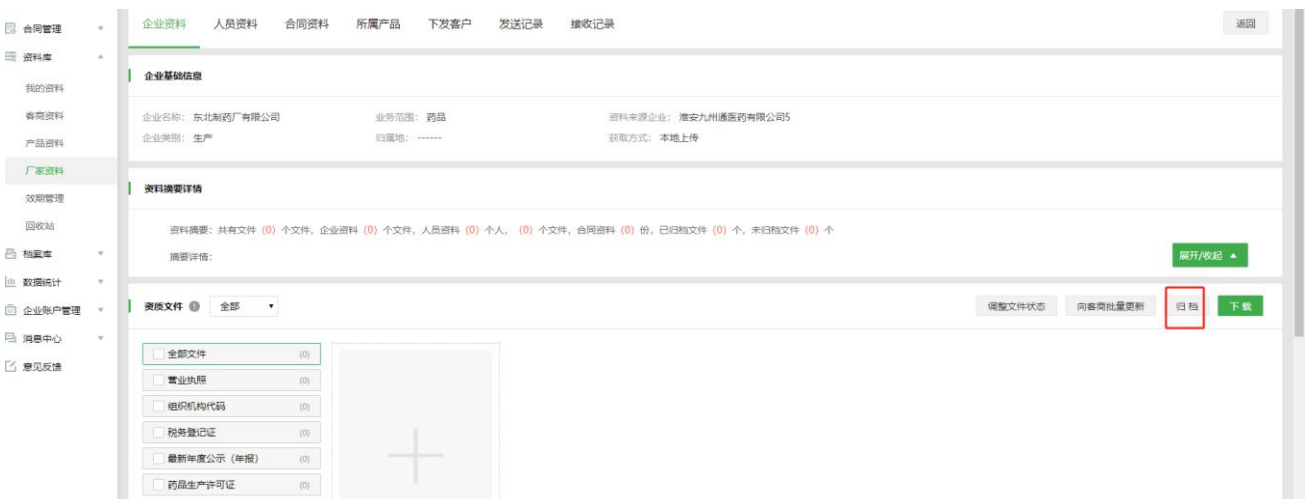 合同管理
资料库
我的资料
客商资料
产品资料
厂家资料
效期管理
回收站
档案库
数据统计
企业账户管理
消息中心
意见反馈
企业资料 人员资料 合同资料 所属产品 下发客户 发送记录 接收记录 返回
企业基础信息
企业名称： 东北制药厂有限公司 业务范围： 药品 资料来源企业： 淮安九州通医药有限公司5
企业类别： 生产 归属地： ------ 获取方式： 本地上传
资料摘要详情
资料摘要：共有文件（0）个文件，企业资料（0）个文件，人员资料（0）个人，（0）个文件，合同资料（0）份，已归档文件（0）个，未归档文件（0）个
摘要详情：
展开/收起
资质文件 全部 调整文件状态 向客商批量更新 归档 下载
全部文件 (0)
营业执照 (0)
组织机构代码 (0)
税务登记证 (0)
最新年度公示（年报） (0)
药品生产许可证 (0)